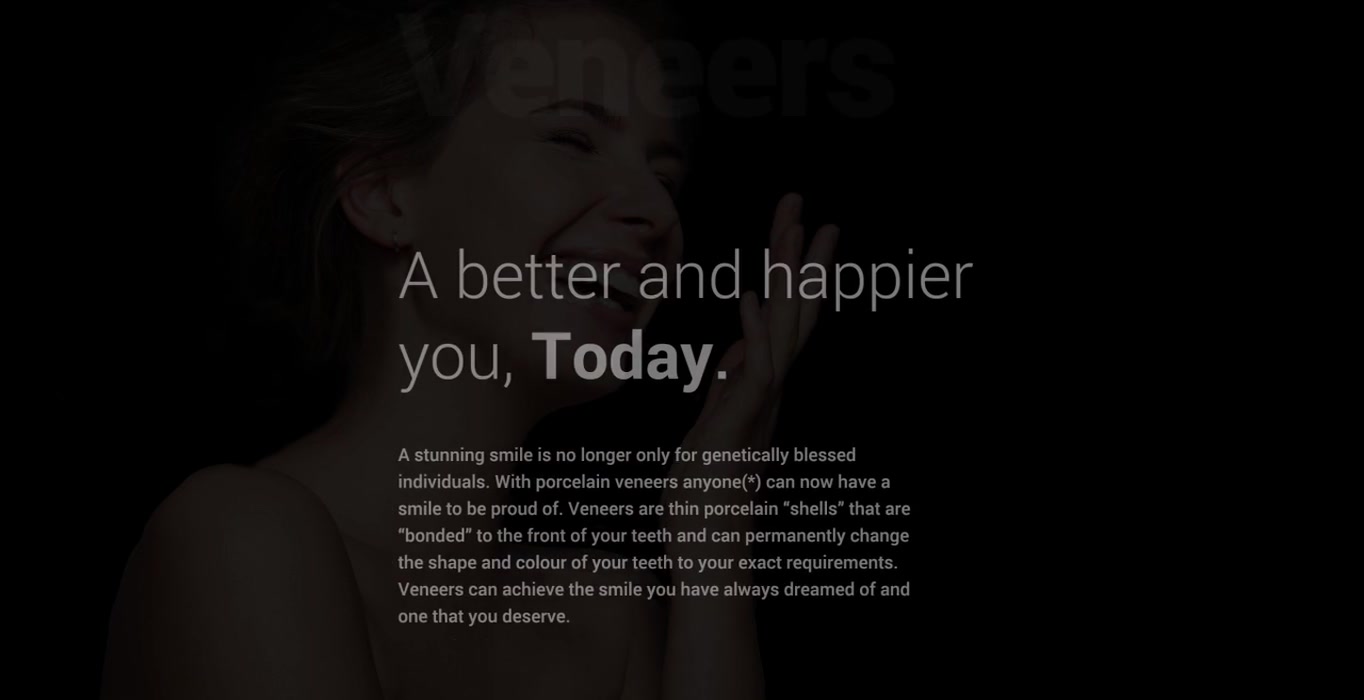 Veneers
A better and happier
you, Today.
A stunning smile is no longer only for genetically blessed
individuals. With porcelain veneers anyone(*) can now have a
smile to be proud of. Veneers are thin porcelain “shells” that are
“bonded” to the front of your teeth and can permanently change
the shape and colour of your teeth to your exact requirements.
Veneers can achieve the smile you have always dreamed of and
one that you deserve.